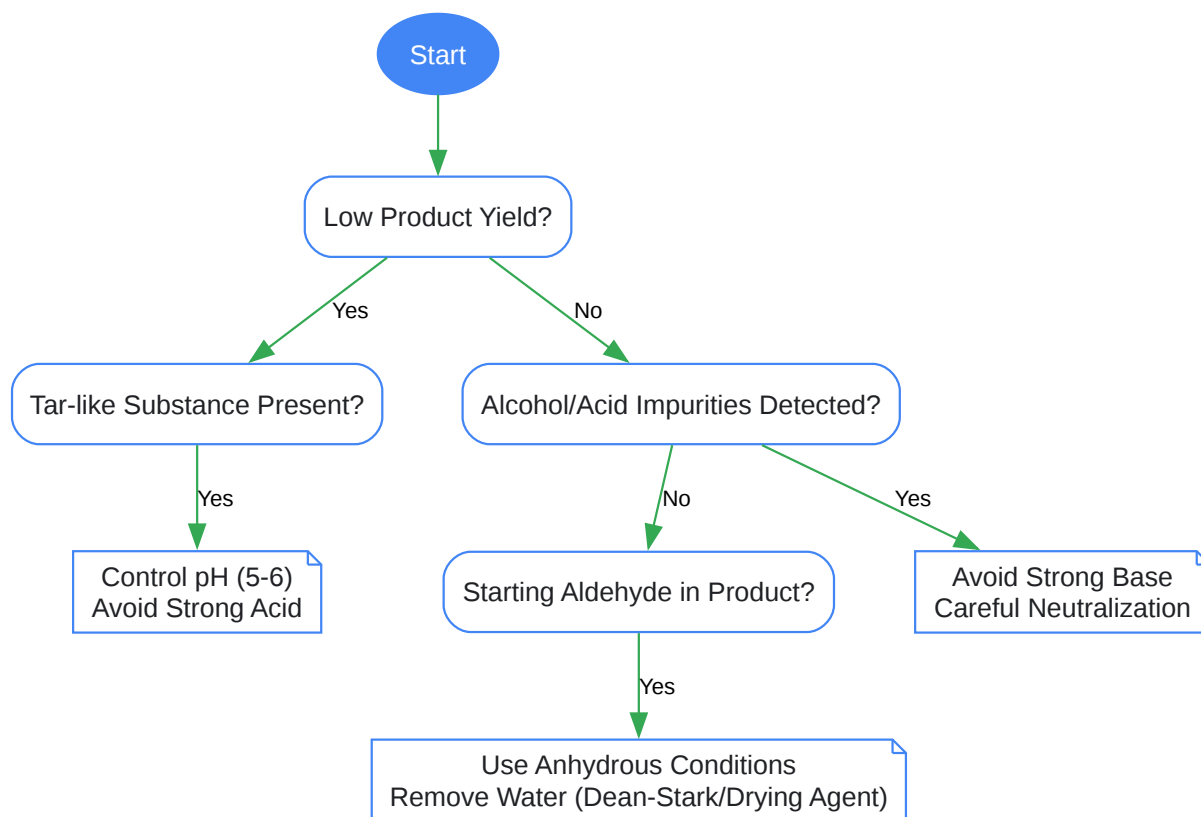 Start
Low Product Yield?
Yes
No
Tar-like Substance Present?
Alcohol/Acid Impurities Detected?
Yes
No
Yes
Control pH (5-6)
Avoid Strong Acid
Starting Aldehyde in Product?
Avoid Strong Base
Careful Neutralization
Yes
Use Anhydrous Conditions
Remove Water (Dean-Stark/Drying Agent)